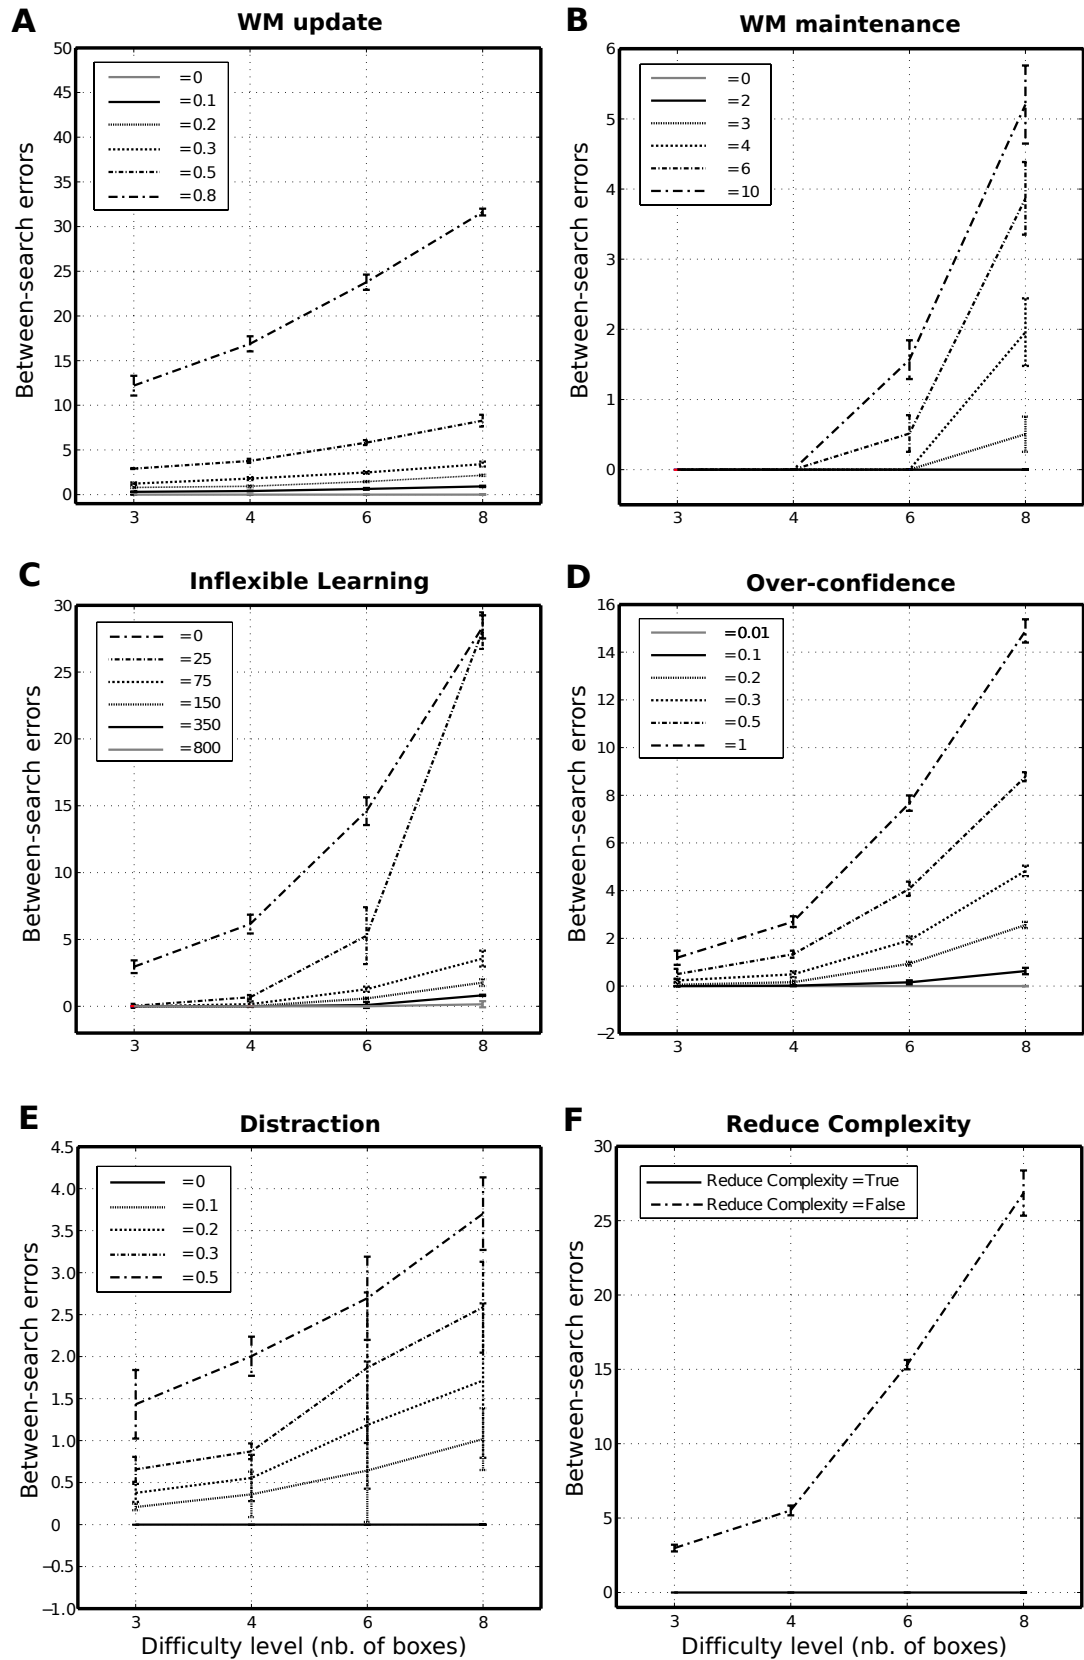 A
WM update
50
45
40
35
30
25
20
15
10
5
0
Between-search errors
=0
=0.1
=0.2
=0.3
=0.5
=0.8
3 4 6 8
B
WM maintenance
6
5
4
3
2
1
0
Between-search errors
=0
=2
=3
=4
=6
=10
3 4 6 8
C
Inflexible Learning
30
25
20
15
10
5
0
Between-search errors
=0
=25
=75
=150
=350
=800
3 4 6 8
D
Over-confidence
16
14
12
10
8
6
4
2
0
−2
Between-search errors
=0.01
=0.1
=0.2
=0.3
=0.5
=1
3 4 6 8
E
Distraction
4.5
4.0
3.5
3.0
2.5
2.0
1.5
1.0
0.5
0
−0.5
−1.0
Between-search errors
=0
=0.1
=0.2
=0.3
=0.5
3 4 6 8
Difficulty level (nb. of boxes)
F
Reduce Complexity
30
25
20
15
10
5
0
Between-search errors
Reduce Complexity =True
Reduce Complexity =False
3 4 6 8
Difficulty level (nb. of boxes)